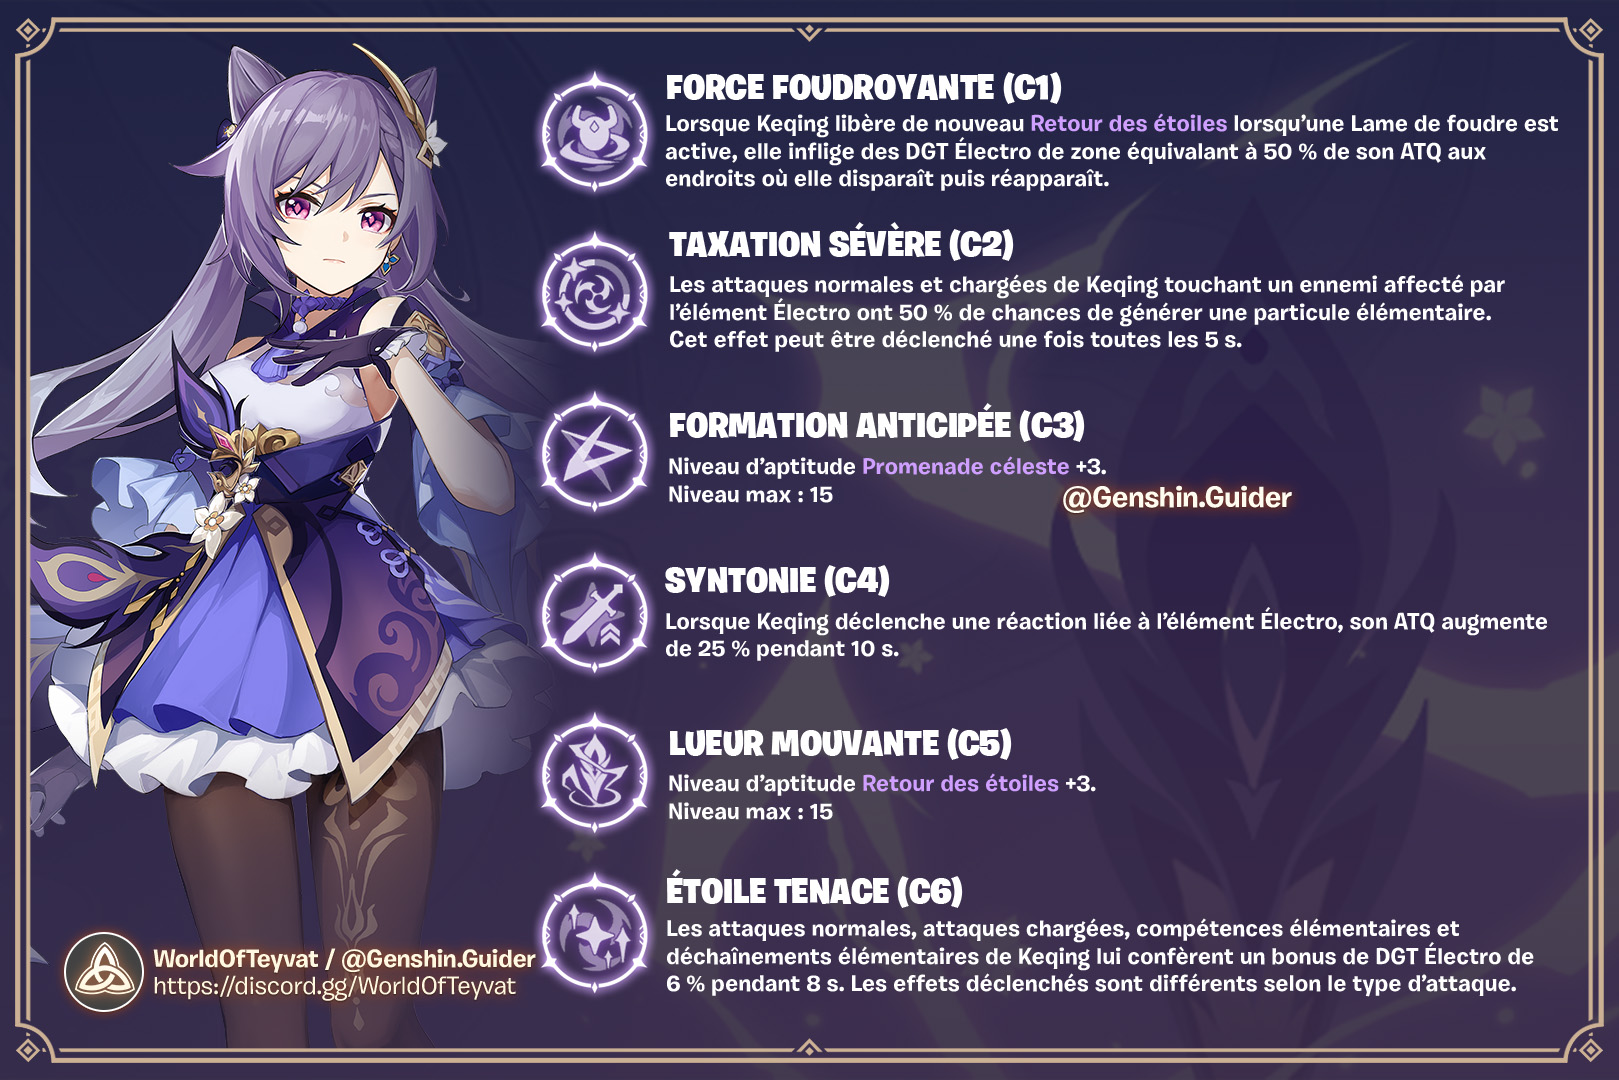 FORCE FOUDROYANTE (C1)
Lorsque Keqing libère de nouveau Retour des étoiles lorsqu'une Lame de foudre est
active, elle inflige des DGT Électro de zone équivalant à 50 % de son ATQ aux
endroits où elle disparaît puis réapparaît.
TAXATION SÉVÈRE (C2)
Les attaques normales et chargées de Keqing touchant un ennemi affecté par
l'élément Électro ont 50 % de chances de générer une particule élémentaire.
Cet effet peut être déclenché une fois toutes les 5 s.
FORMATION ANTICIPÉE (C3)
Niveau d'aptitude Promenade céleste +3.
Niveau max : 15
@Genshin.Guider
SYNTONIE (C4)
Lorsque Keqing déclenche une réaction liée à l'élément Électro, son ATQ augmente
de 25 % pendant 10 s.
LUEUR MOUVANTE (C5)
Niveau d'aptitude Retour des étoiles +3.
Niveau max : 15
ÉTOILE TENACE (C6)
Les attaques normales, attaques chargées, compétences élémentaires et
déchaînements élémentaires de Keqing lui confèrent un bonus de DGT Électro de
6 % pendant 8 s. Les effets déclenchés sont différents selon le type d'attaque.
WorldOfTeyvat / @Genshin.Guider
https://discord.gg/WorldOfTeyvat